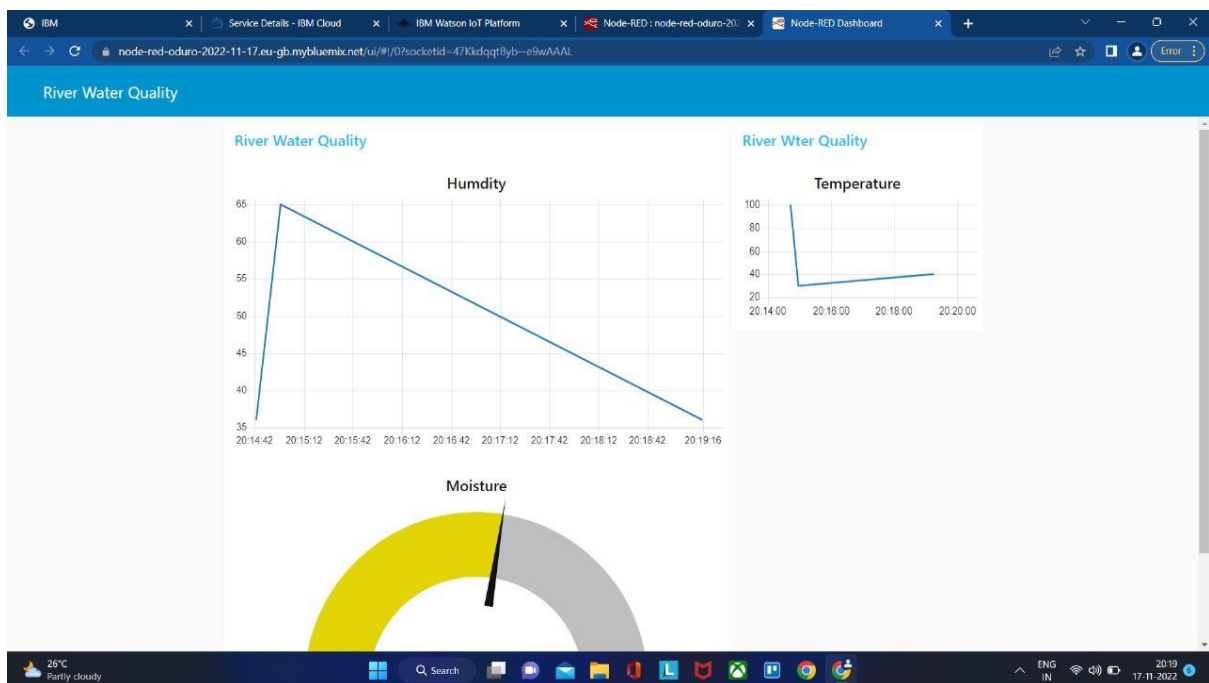 IBM
Service Details - IBM Cloud
IBM Watson IoT Platform
Node-RED : node-red-oduro-202
Node-RED Dashboard
node-red-oduro-2022-11-17.eu-gb.mybluemix.net/ui/#!/0?socketid=47KkdqqtByb--e9wAAAL
Error
River Water Quality
River Water Quality
Humdity
65
60
55
50
45
40
35
20:14:42 20:15:12 20:15:42 20:16:12 20:16:42 20:17:12 20:17:42 20:18:12 20:18:42 20:19:16
Moisture
River Wter Quality
Temperature
100
80
60
40
20
20:14:00 20:16:00 20:18:00 20:20:00
26°C
Partly cloudy
Search
ENG
IN
20:19
17-11-2022